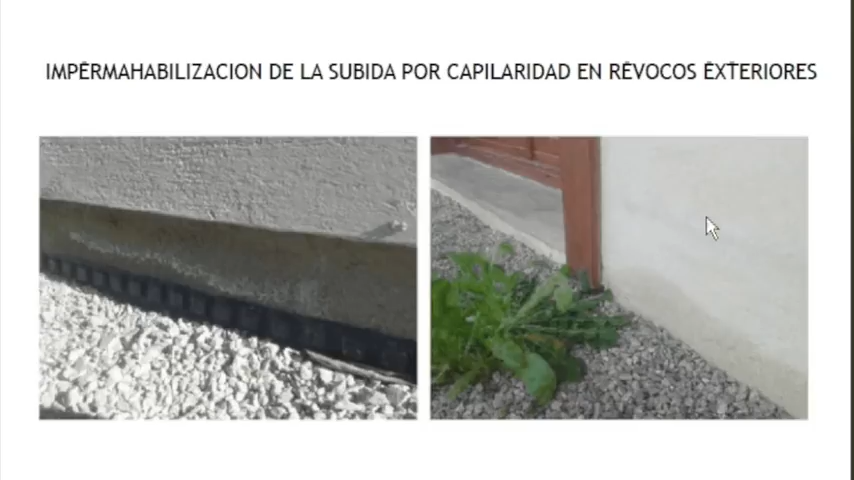 IMPERMAHABILIZACION DE LA SUBIDA POR CAPILARIDAD EN REVOCOS EXTERIORES